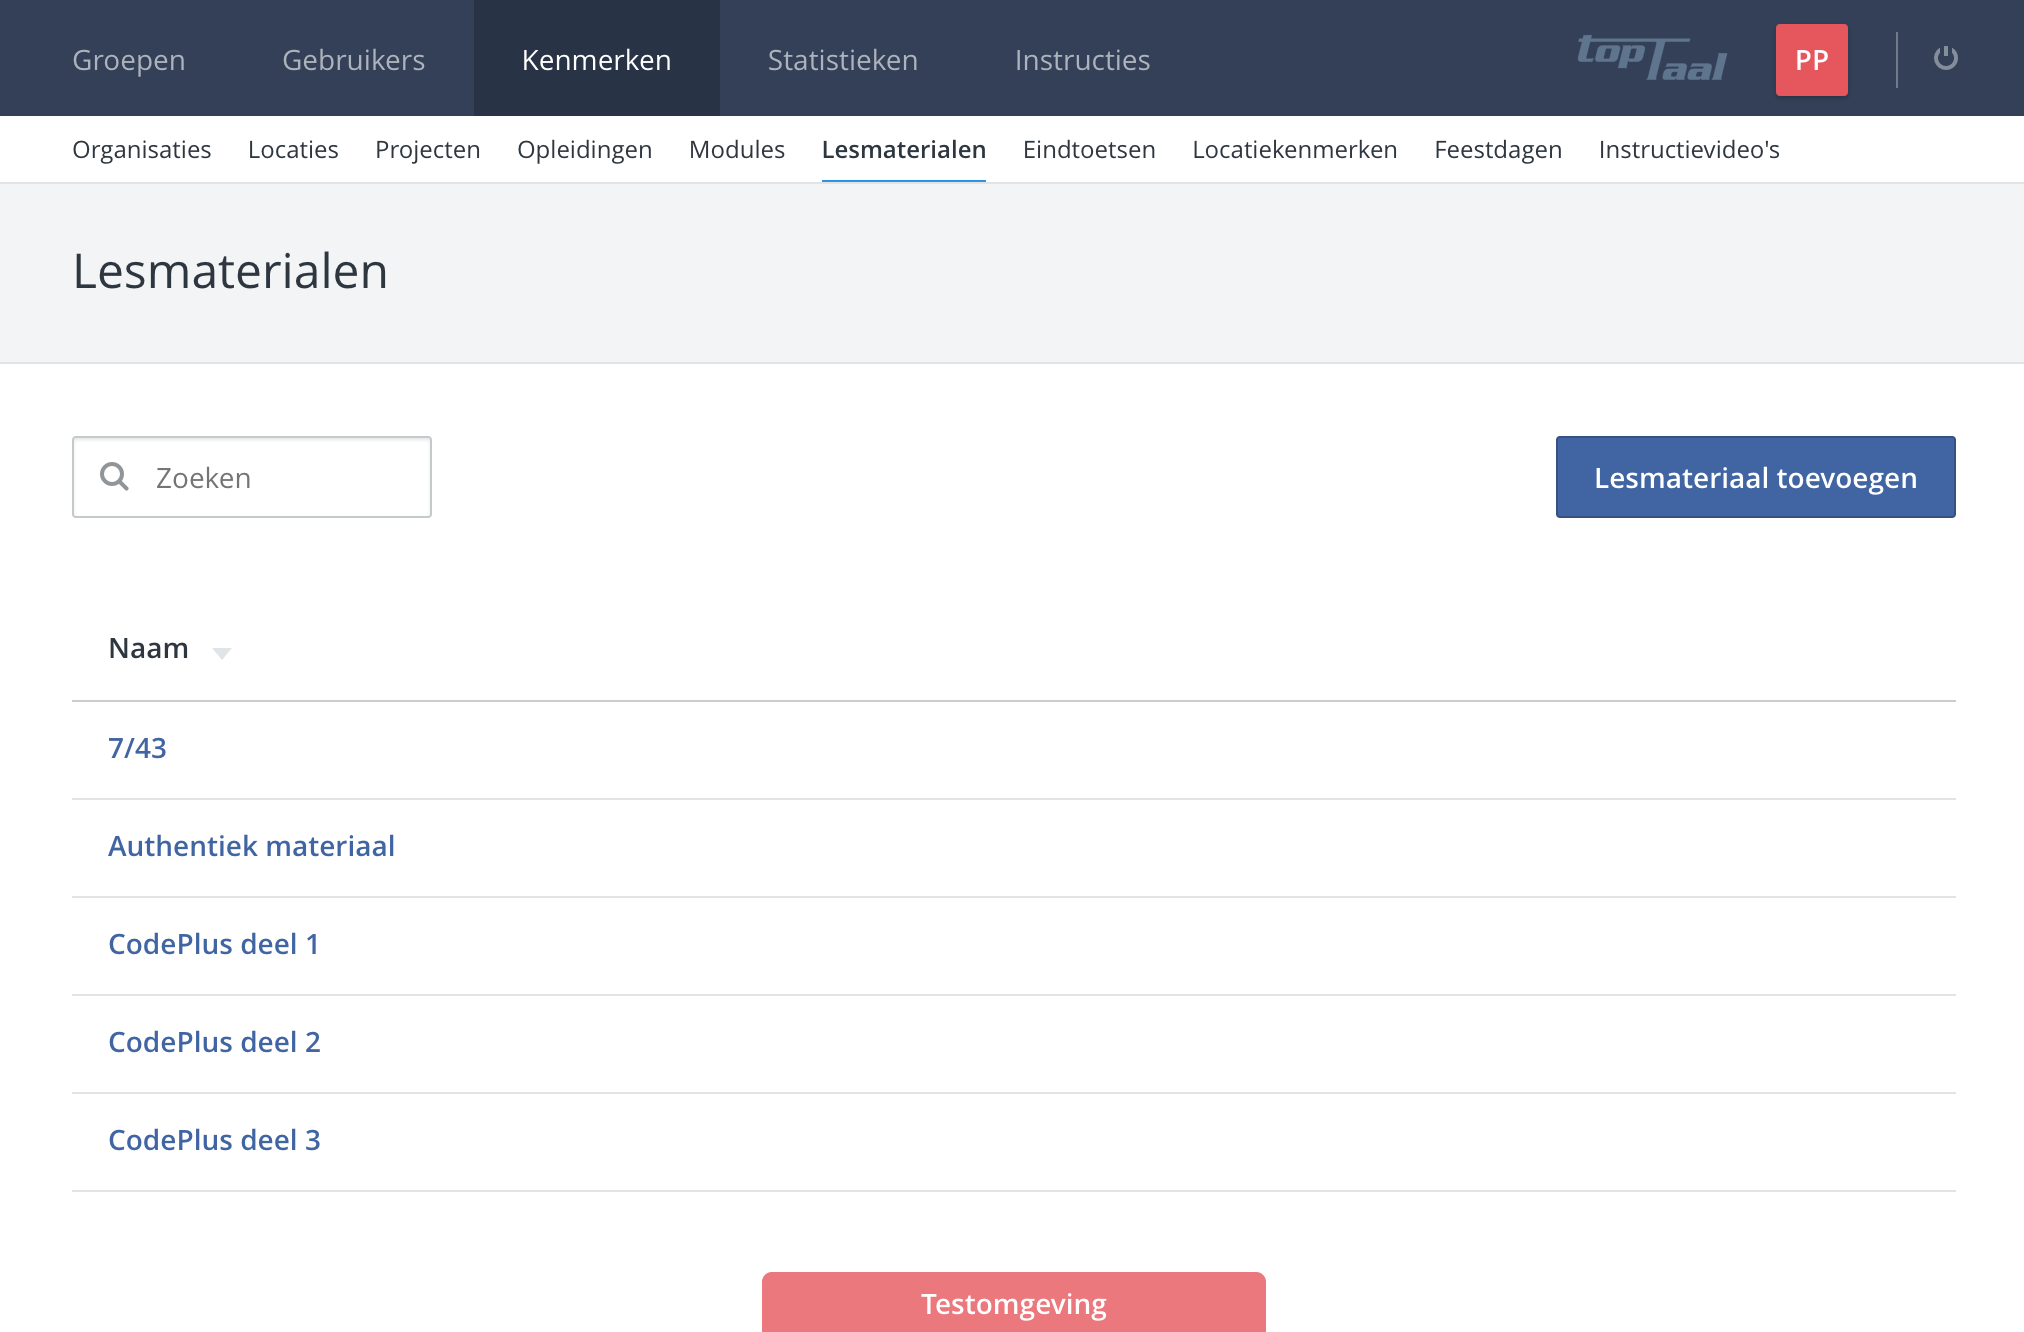 Groepen Gebruikers Kenmerken Statistieken Instructies topTaal PP
Organisaties Locaties Projecten Opleidingen Modules Lesmaterialen Eindtoetsen Locatiekenmerken Feestdagen Instructievideo's
Lesmaterialen
Zoeken Lesmateriaal toevoegen
Naam
7/43
Authentiek materiaal
CodePlus deel 1
CodePlus deel 2
CodePlus deel 3
Testomgeving